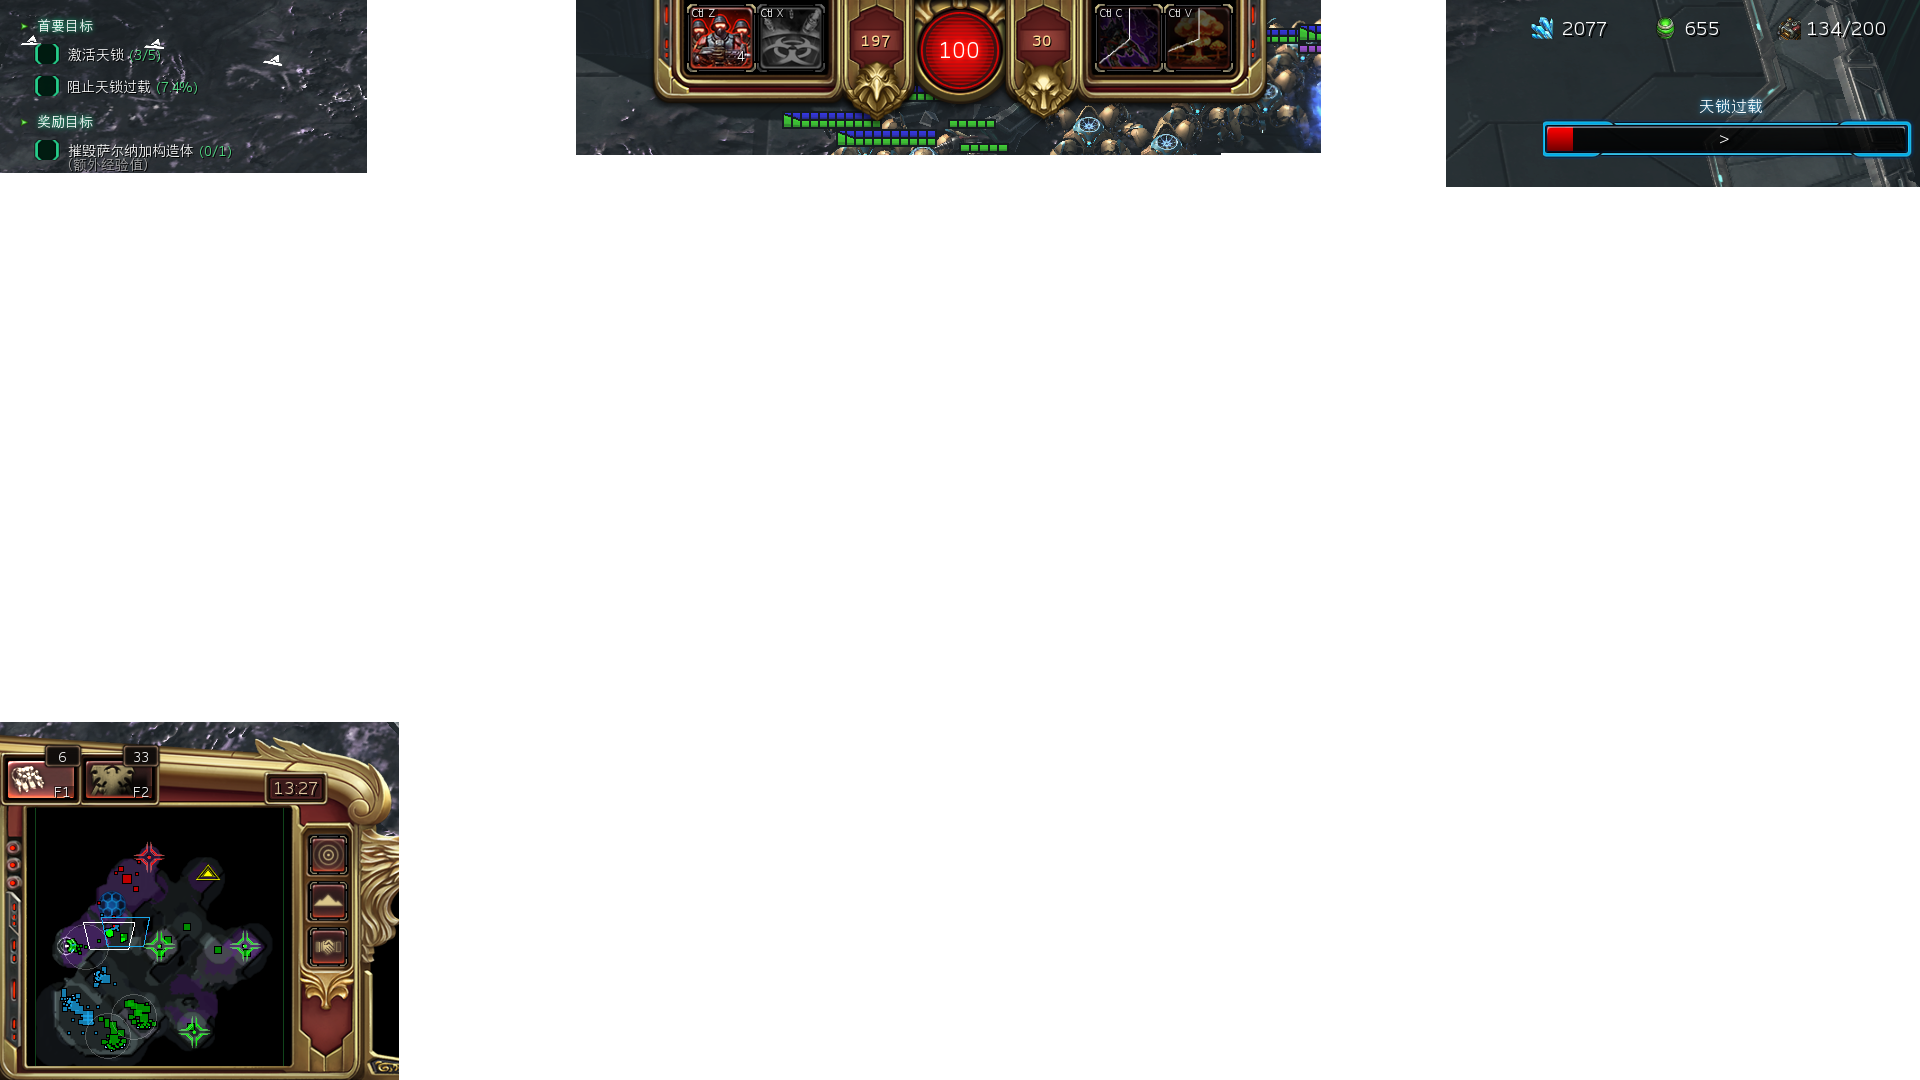 首要目标
激活天锁 (3/5)
阻止天锁过载 (7.4%)
奖励目标
摧毁萨尔纳加构造体 (0/1)
(额外经验值)
Ctl Z
Ctl X
4
197
100
30
Ctl C
Ctl V
2077
655
134/200
天锁过载
>
6
33
F1
F2
13:27